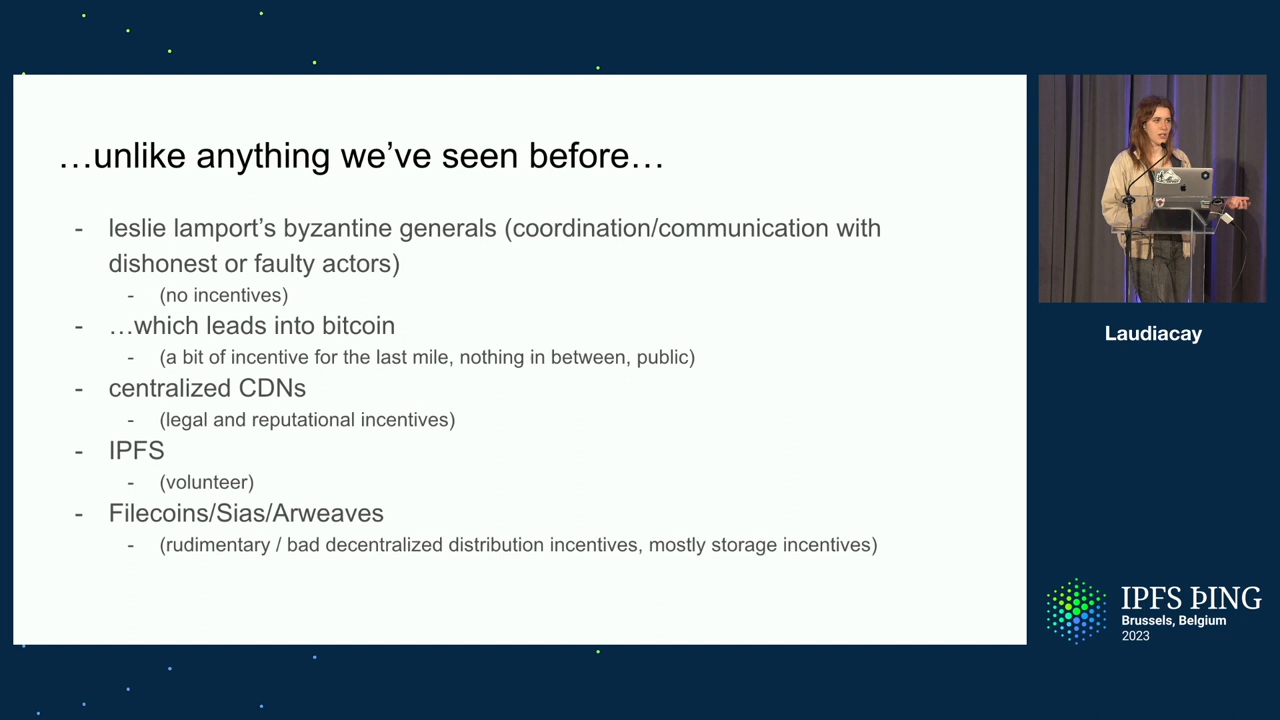 …unlike anything we’ve seen before…
- leslie lamport’s byzantine generals (coordination/communication with
dishonest or faulty actors)
- (no incentives)
- …which leads into bitcoin
- (a bit of incentive for the last mile, nothing in between, public)
- centralized CDNs
- (legal and reputational incentives)
- IPFS
- (volunteer)
- Filecoins/Sias/Arweaves
- (rudimentary / bad decentralized distribution incentives, mostly storage incentives)
Laudiacay
IPFS ÞING
Brussels, Belgium
2023